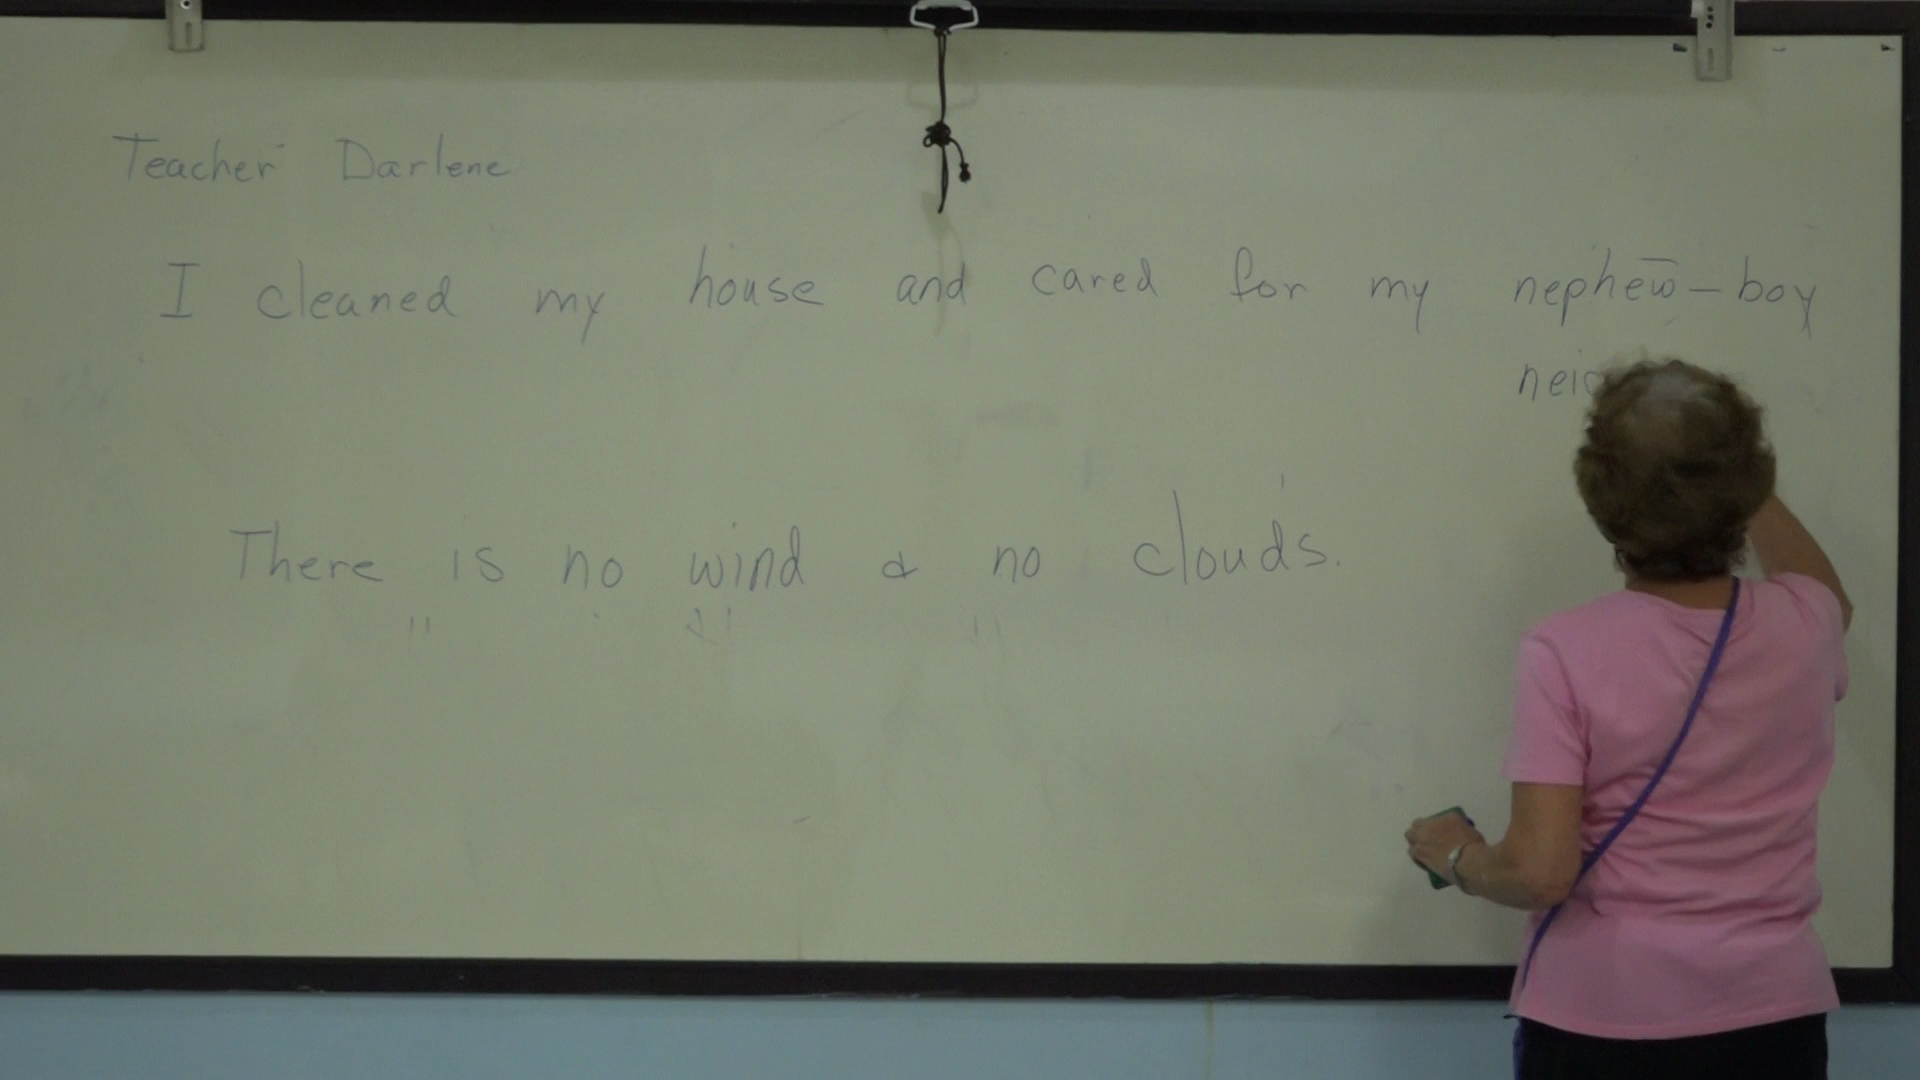 Teacher Darlene
I cleaned my house and cared for my nephew - boy
There is no wind & no clouds.